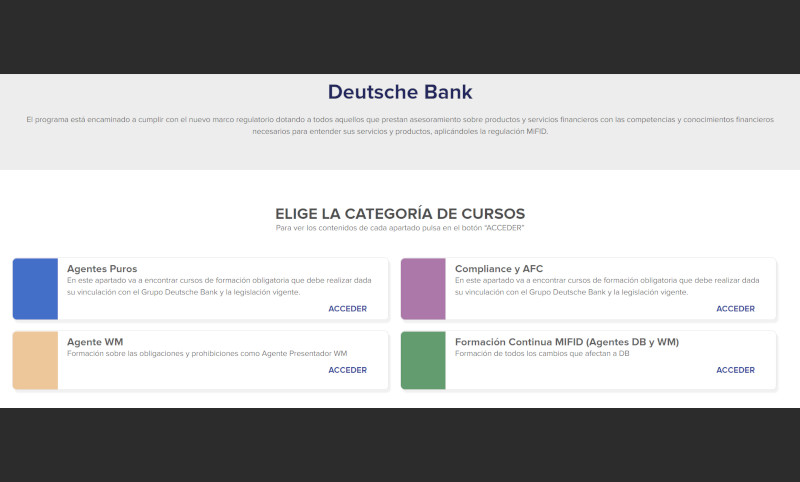 Deutsche Bank
El programa está encaminado a cumplir con el nuevo marco regulatorio dotando a todos aquellos que prestan asesoramiento sobre productos y servicios financieros con las competencias y conocimientos financieros
necesarios para entender sus servicios y productos, aplicándoles la regulación MiFID.
ELIGE LA CATEGORÍA DE CURSOS
Para ver los contenidos de cada apartado pulsa en el botón "ACCEDER"
Agentes Puros
En este apartado va a encontrar cursos de formación obligatoria que debe realizar dada
su vinculación con el Grupo Deutsche Bank y la legislación vigente.
ACCEDER
Compliance y AFC
En este apartado va a encontrar cursos de formación obligatoria que debe realizar dada
su vinculación con el Grupo Deutsche Bank y la legislación vigente.
ACCEDER
Agente WM
Formación sobre las obligaciones y prohibiciones como Agente Presentador WM
ACCEDER
Formación Continua MIFID (Agentes DB y WM)
Formación de todos los cambios que afectan a DB
ACCEDER